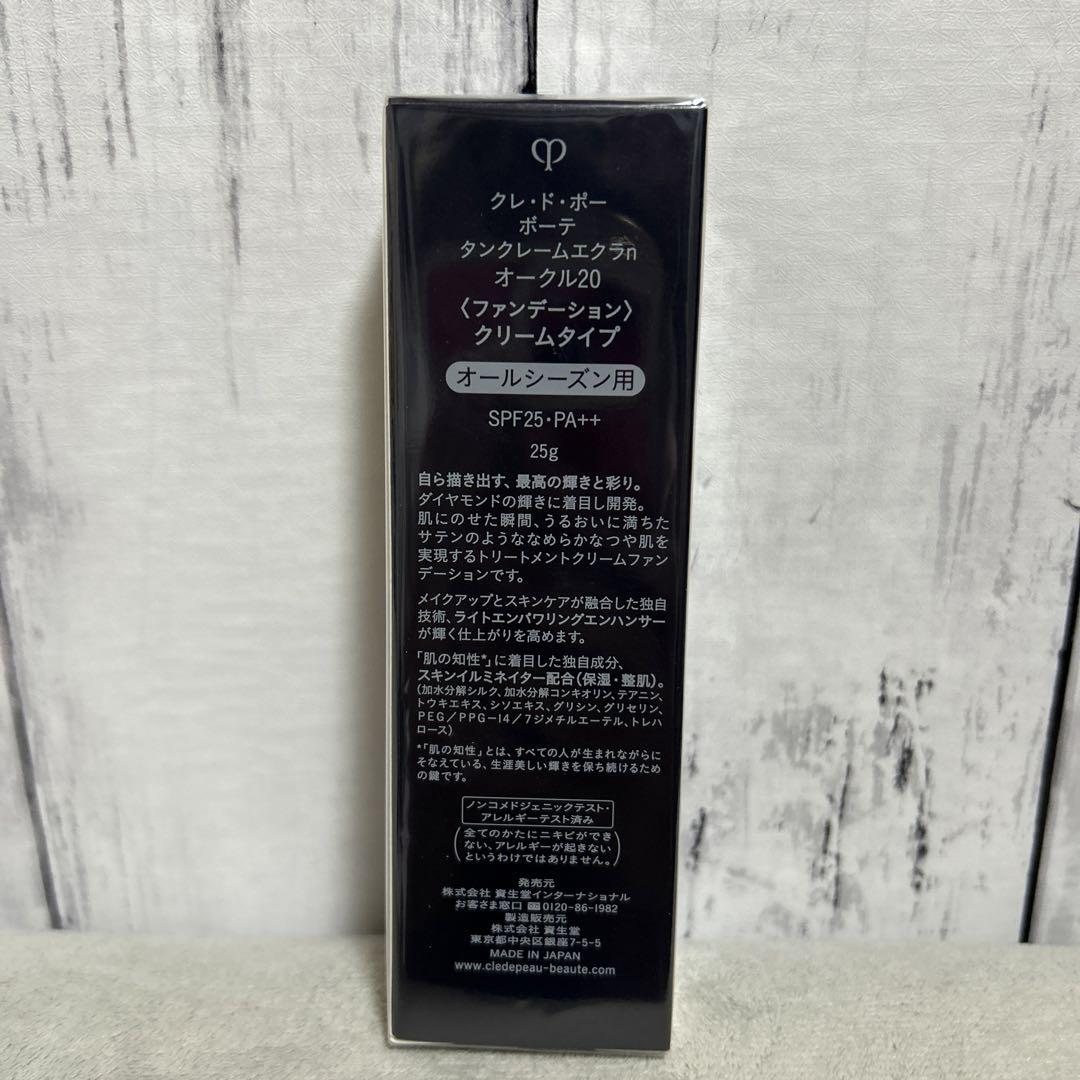 クレ・ド・ポー
ボーテ
タンクレームエクラn
オークル20
〈ファンデーション〉
クリームタイプ
オールシーズン用
SPF25・PA++
25g
自ら描き出す、最高の輝きと彩り。
ダイヤモンドの輝きに着目し開発。
肌にのせた瞬間、うるおいに満ちた
サテンのようななめらかなつや肌を
実現するトリートメントクリームファン
デーションです。
メイクアップとスキンケアが融合した独自
技術、ライトエンパワリングエンハンサー
が輝く仕上がりを高めます。
「肌の知性*」に着目した独自成分、
スキンイルミネイター配合(保湿・整肌)。
(加水分解シルク、加水分解コンキオリン、テアニン、
トウキエキス、シソエキス、グリシン、グリセリン、
PEG/PPG-14/7ジメチルエーテル、トレハ
ロース)
*「肌の知性」とは、すべての人が生まれながらに
そなえている、生涯美しい輝きを保ち続けるため
の鍵です。
ノンコメドジェニックテスト・
アレルギーテスト済み
(全てのかたにニキビができ
ない、アレルギーが起きない
というわけではありません。)
発売元
株式会社 資生堂インターナショナル
お客さま窓口 0120-86-1982
製造販売元
株式会社 資生堂
東京都中央区銀座7-5-5
MADE IN JAPAN
www.cledepeau-beaute.com